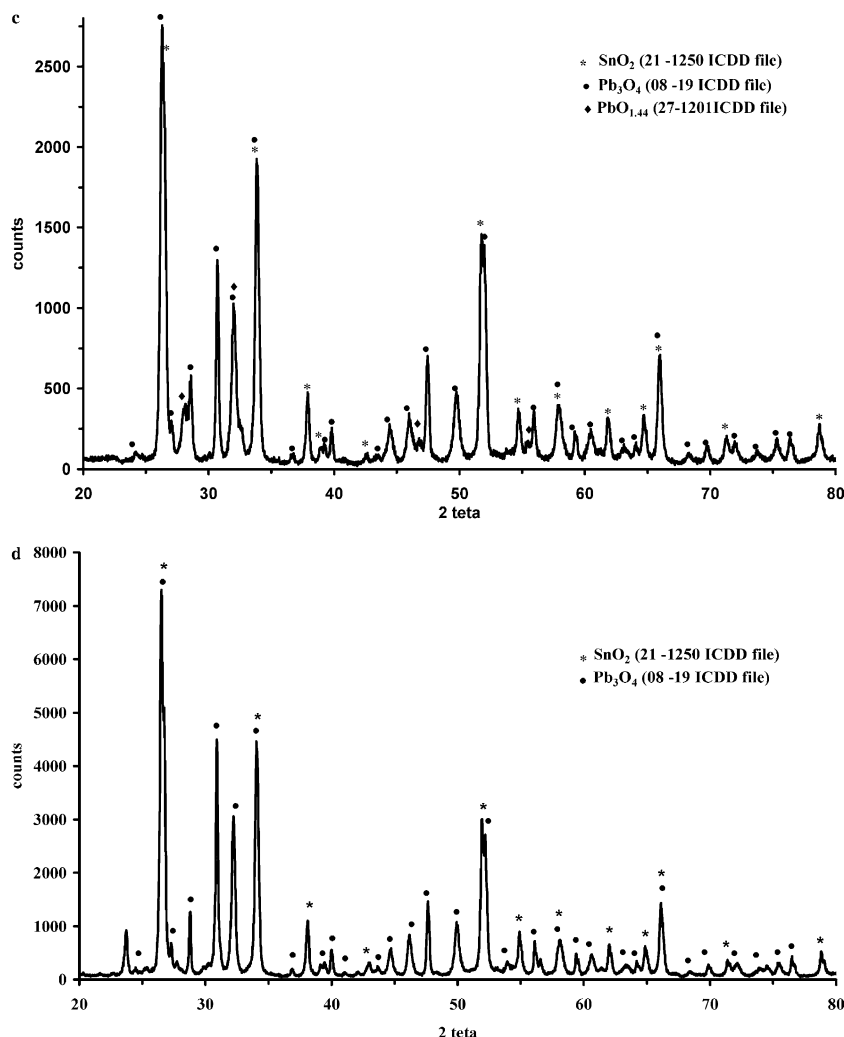 c
2500
2000
1500
1000
500
0
counts
* SnO2 (21 -1250 ICDD file)
● Pb3O4 (08 -19 ICDD file)
♦ PbO1.44 (27-1201ICDD file)
20 30 40 50 60 70 80
2 teta
d
8000
7000
6000
5000
4000
3000
2000
1000
0
counts
* SnO2 (21 -1250 ICDD file)
● Pb3O4 (08 -19 ICDD file)
20 30 40 50 60 70 80
2 teta